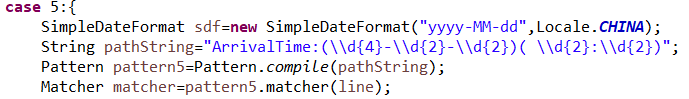 case 5:{
SimpleDateFormat sdf=new SimpleDateFormat("yyyy-MM-dd",Locale.CHINA);
String pathString="ArrivalTime:(\\d{4}-\\d{2}-\\d{2})( \\d{2}:\\d{2})";
Pattern pattern5=Pattern.compile(pathString);
Matcher matcher=pattern5.matcher(line);